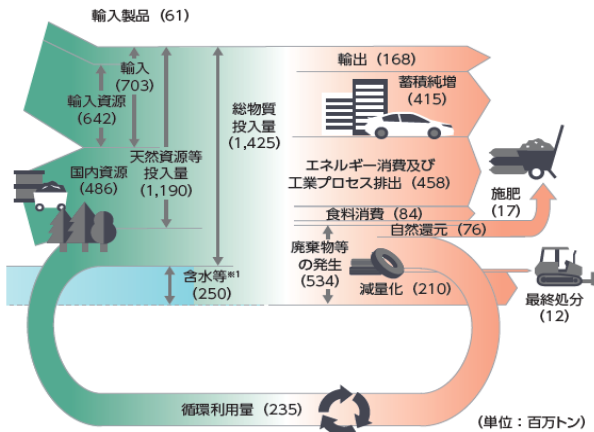 輸入製品（61）
輸入
（703）
輸入資源
（642）
国内資源
（486）
天然資源等
投入量
（1,190）
総物質
投入量
（1,425）
含水等※1
（250）
輸出（168）
蓄積純増
（415）
エネルギー消費及び
工業プロセス排出（458）
食料消費（84）
自然還元（76）
施肥
（17）
廃棄物等
の発生
（534）
減量化（210）
最終処分
（12）
循環利用量（235）
（単位：百万トン）